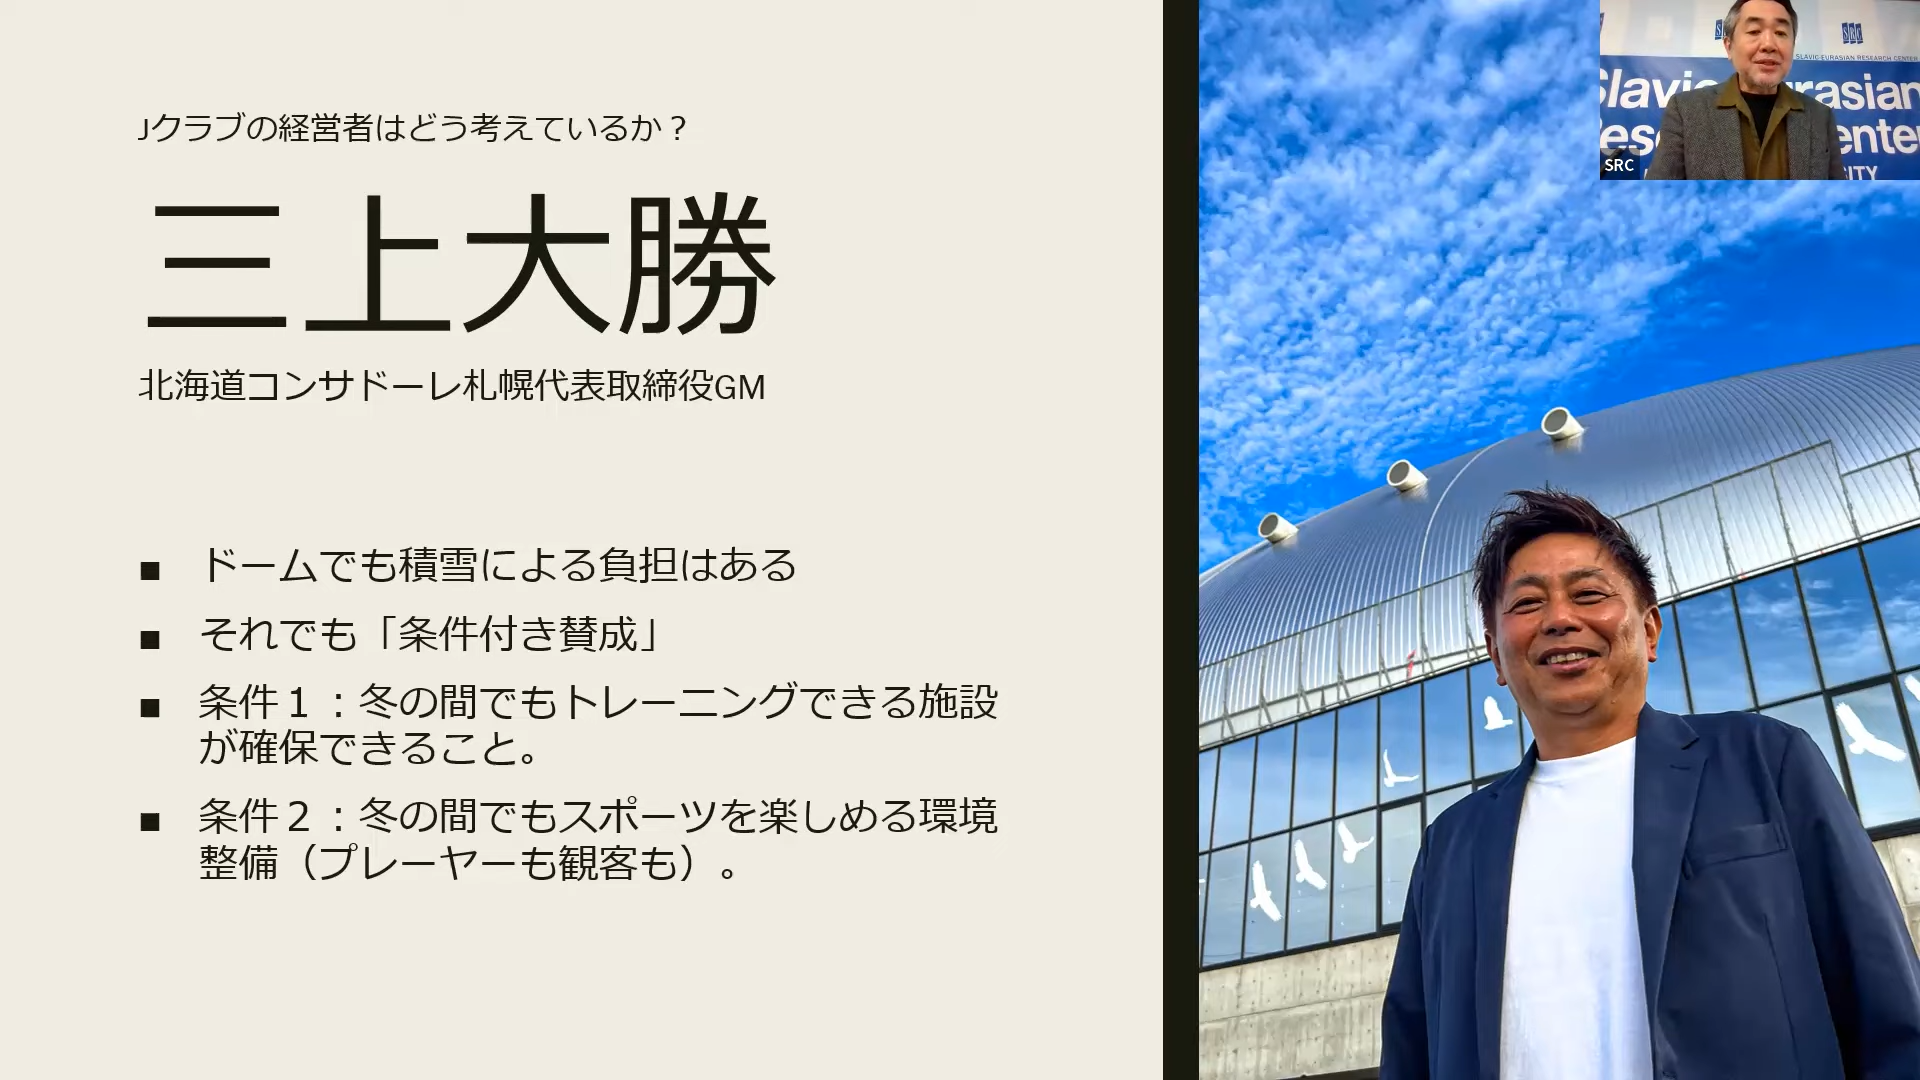 Jクラブの経営者はどう考えているか？
三上大勝
北海道コンサドーレ札幌代表取締役GM
■ ドームでも積雪による負担はある
■ それでも「条件付き賛成」
■ 条件１：冬の間でもトレーニングできる施設
が確保できること。
■ 条件２：冬の間でもスポーツを楽しめる環境
整備（プレーヤーも観客も）。
SRC
SLAVIC-EURASIAN RESEARCH CENTER
SRC